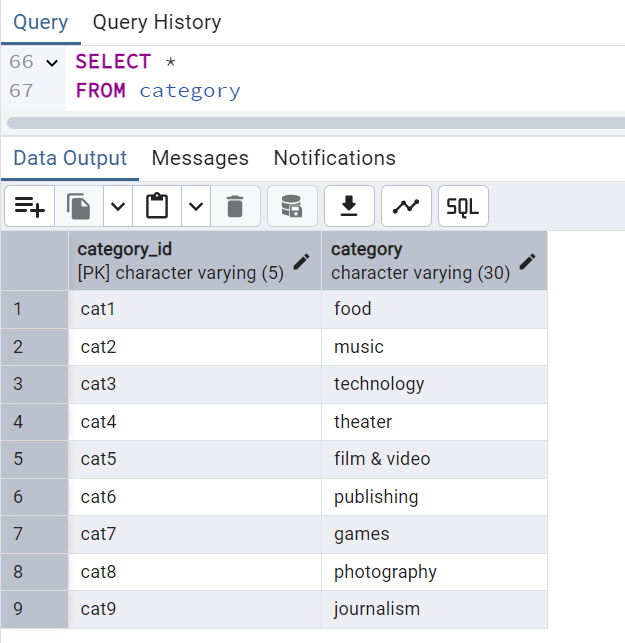 Query Query History
66 SELECT *
67 FROM category
Data Output Messages Notifications
SQL
category_id category
[PK] character varying (5) character varying (30)
1 cat1 food
2 cat2 music
3 cat3 technology
4 cat4 theater
5 cat5 film & video
6 cat6 publishing
7 cat7 games
8 cat8 photography
9 cat9 journalism